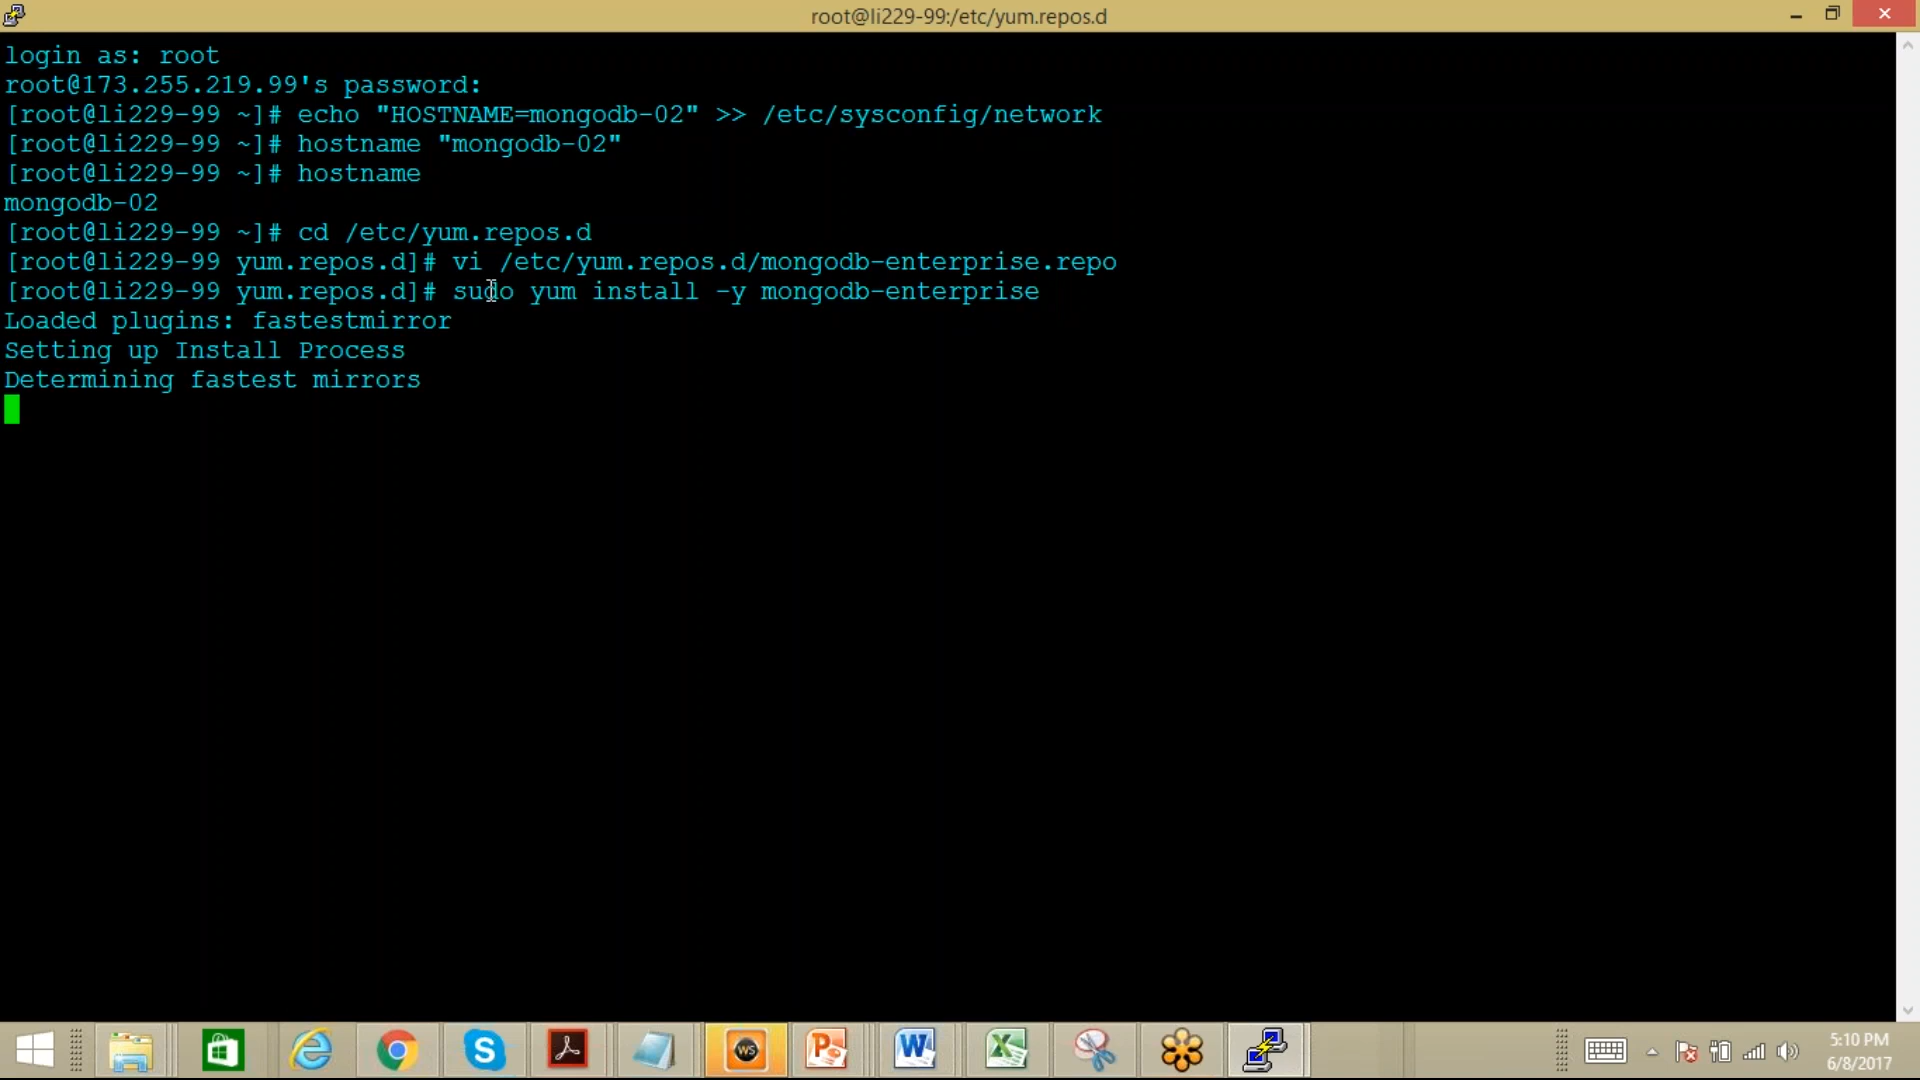 root@li229-99:/etc/yum.repos.d
login as: root
root@173.255.219.99's password:
[root@li229-99 ~]# echo "HOSTNAME=mongodb-02" >> /etc/sysconfig/network
[root@li229-99 ~]# hostname "mongodb-02"
[root@li229-99 ~]# hostname
mongodb-02
[root@li229-99 ~]# cd /etc/yum.repos.d
[root@li229-99 yum.repos.d]# vi /etc/yum.repos.d/mongodb-enterprise.repo
[root@li229-99 yum.repos.d]# sudo yum install -y mongodb-enterprise
Loaded plugins: fastestmirror
Setting up Install Process
Determining fastest mirrors
WS
5:10 PM
6/8/2017